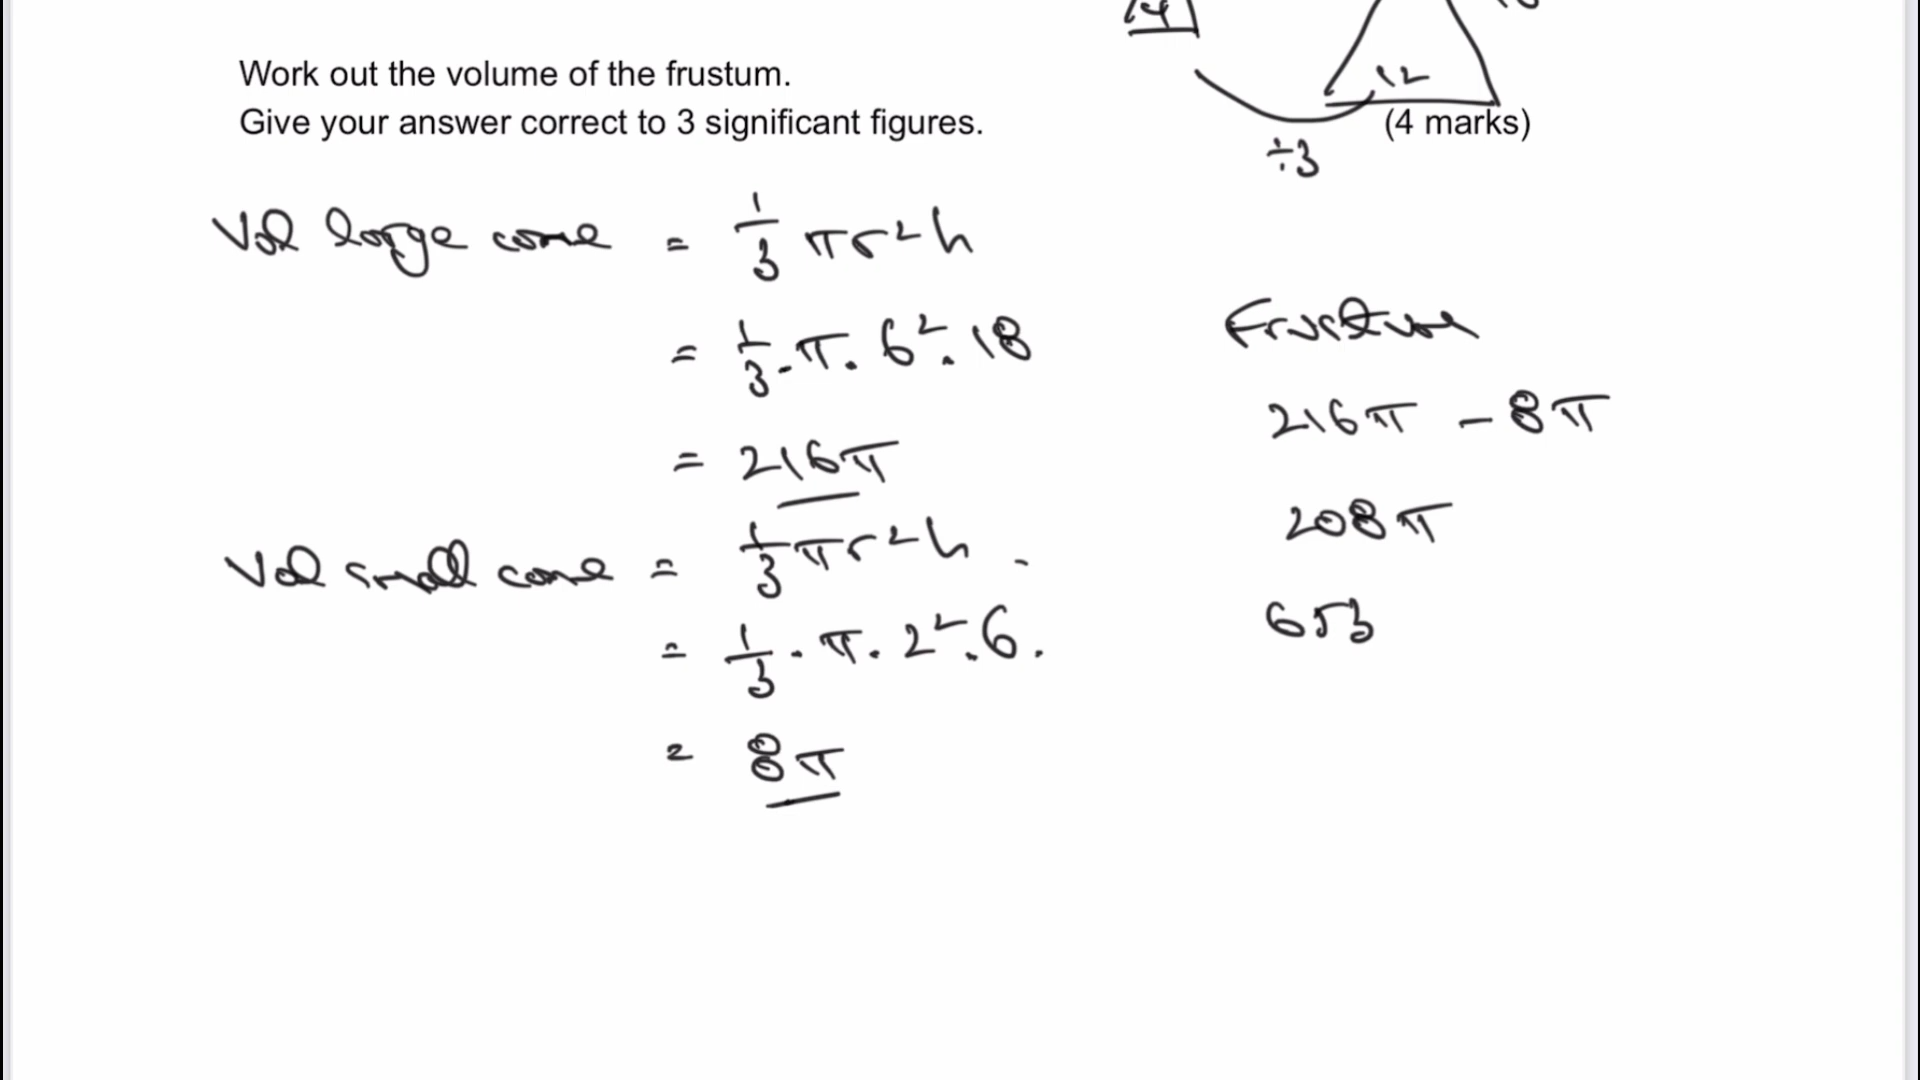 4
12
Work out the volume of the frustum.
Give your answer correct to 3 significant figures.
(4 marks)
÷3
Vol large cone = 1/3 πr²h
= 1/3 . π . 6² . 18
= 216π
Vol small cone = 1/3 πr²h .
= 1/3 . π . 2² . 6 .
= 8π
Frustum
216π - 8π
208π
653